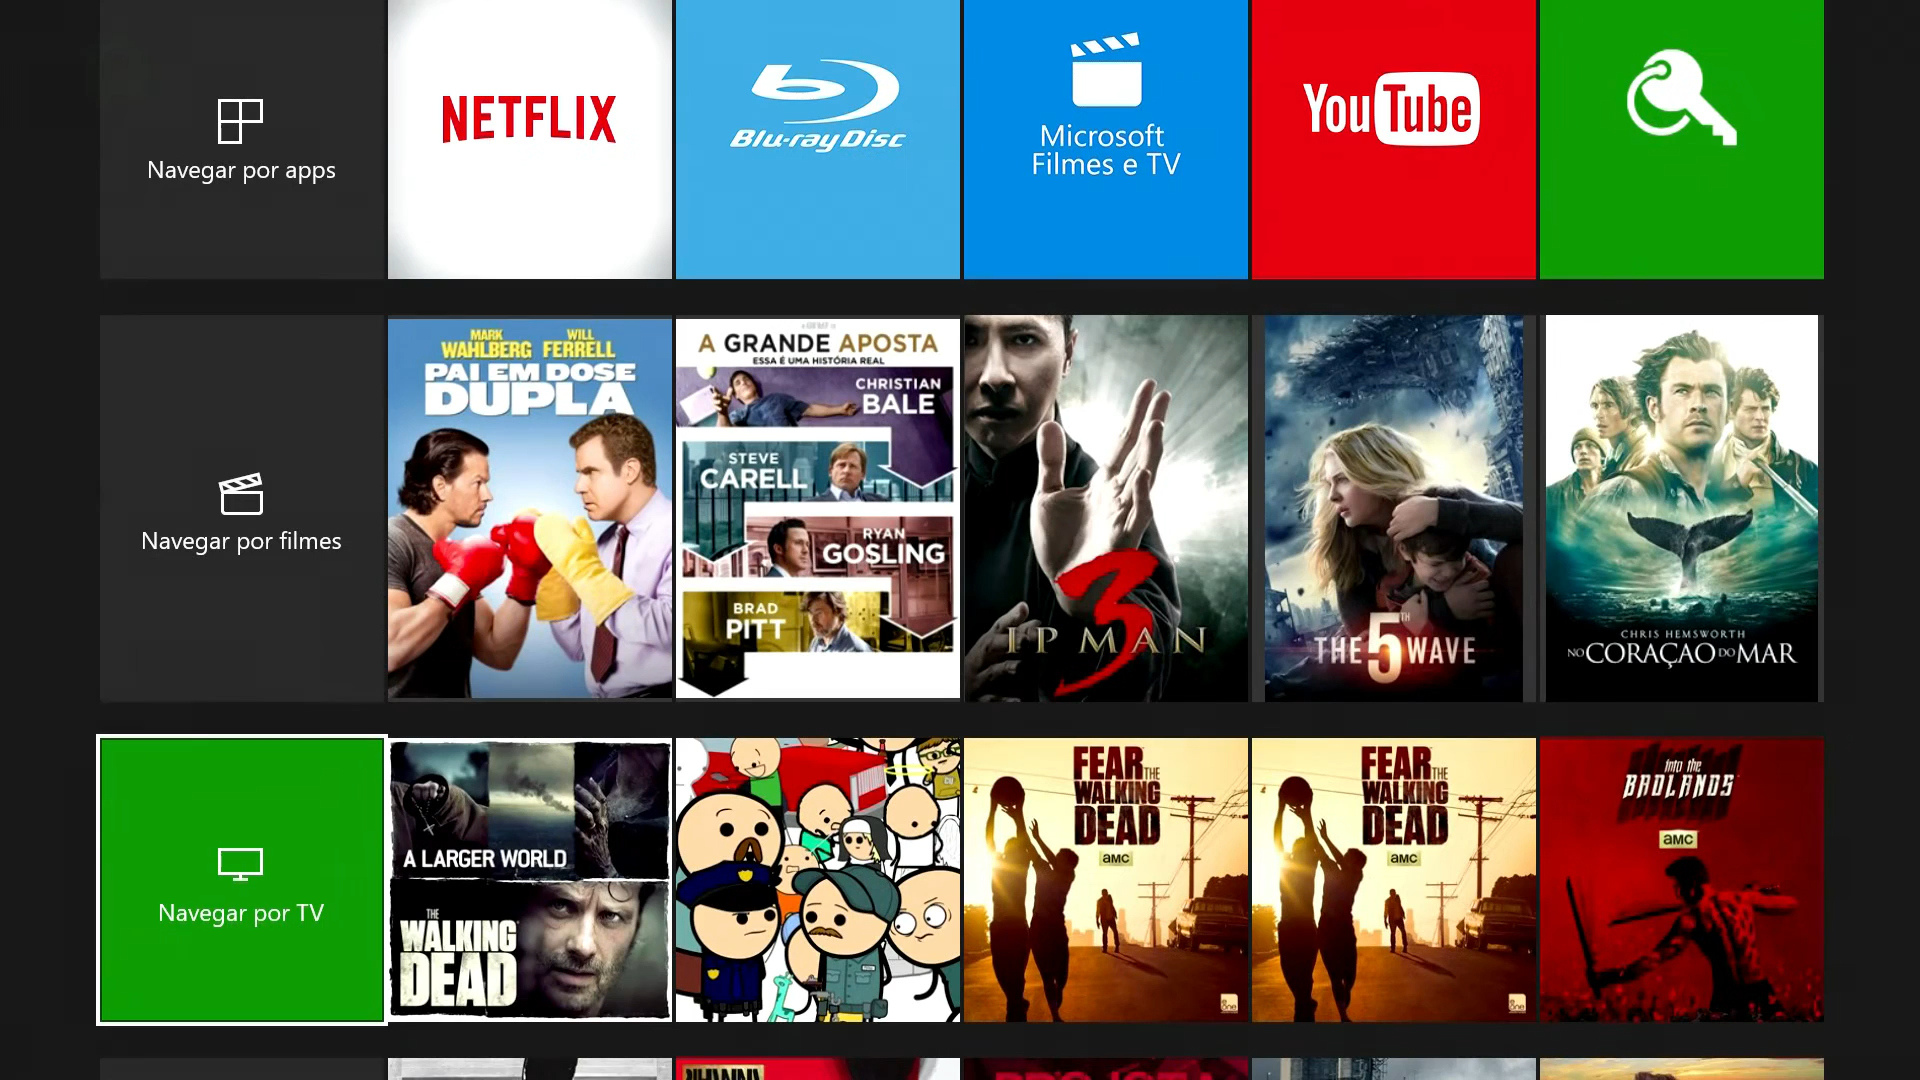 NETFLIX
Blu-ray Disc
Microsoft
Filmes e TV
YouTube
Navegar por apps
MARK
WAHLBERG
WILL
FERRELL
PAI EM DOSE
DUPLA
A GRANDE APOSTA
ESSA É UMA HISTÓRIA REAL
CHRISTIAN
BALE
STEVE
CARELL
RYAN
GOSLING
BRAD
PITT
3
IP MAN
THE 5TH WAVE
CHRIS HEMSWORTH
NO CORAÇAO DO MAR
Navegar por filmes
A LARGER WORLD
THE
WALKING
DEAD
FEAR THE
WALKING
DEAD
amc
e one
FEAR THE
WALKING
DEAD
amc
e one
into the
BADLANDS
amc
Navegar por TV